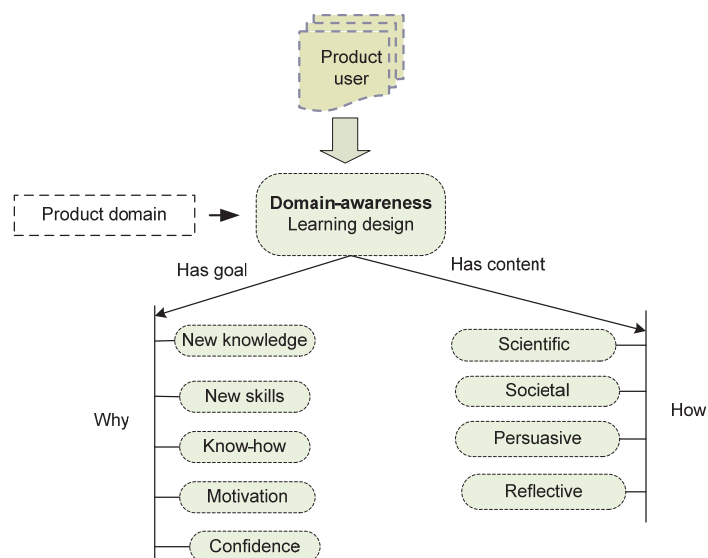 Product
user
Product domain
Domain-awareness
Learning design
Has goal
Has content
New knowledge
New skills
Know-how
Motivation
Confidence
Why
Scientific
Societal
Persuasive
Reflective
How